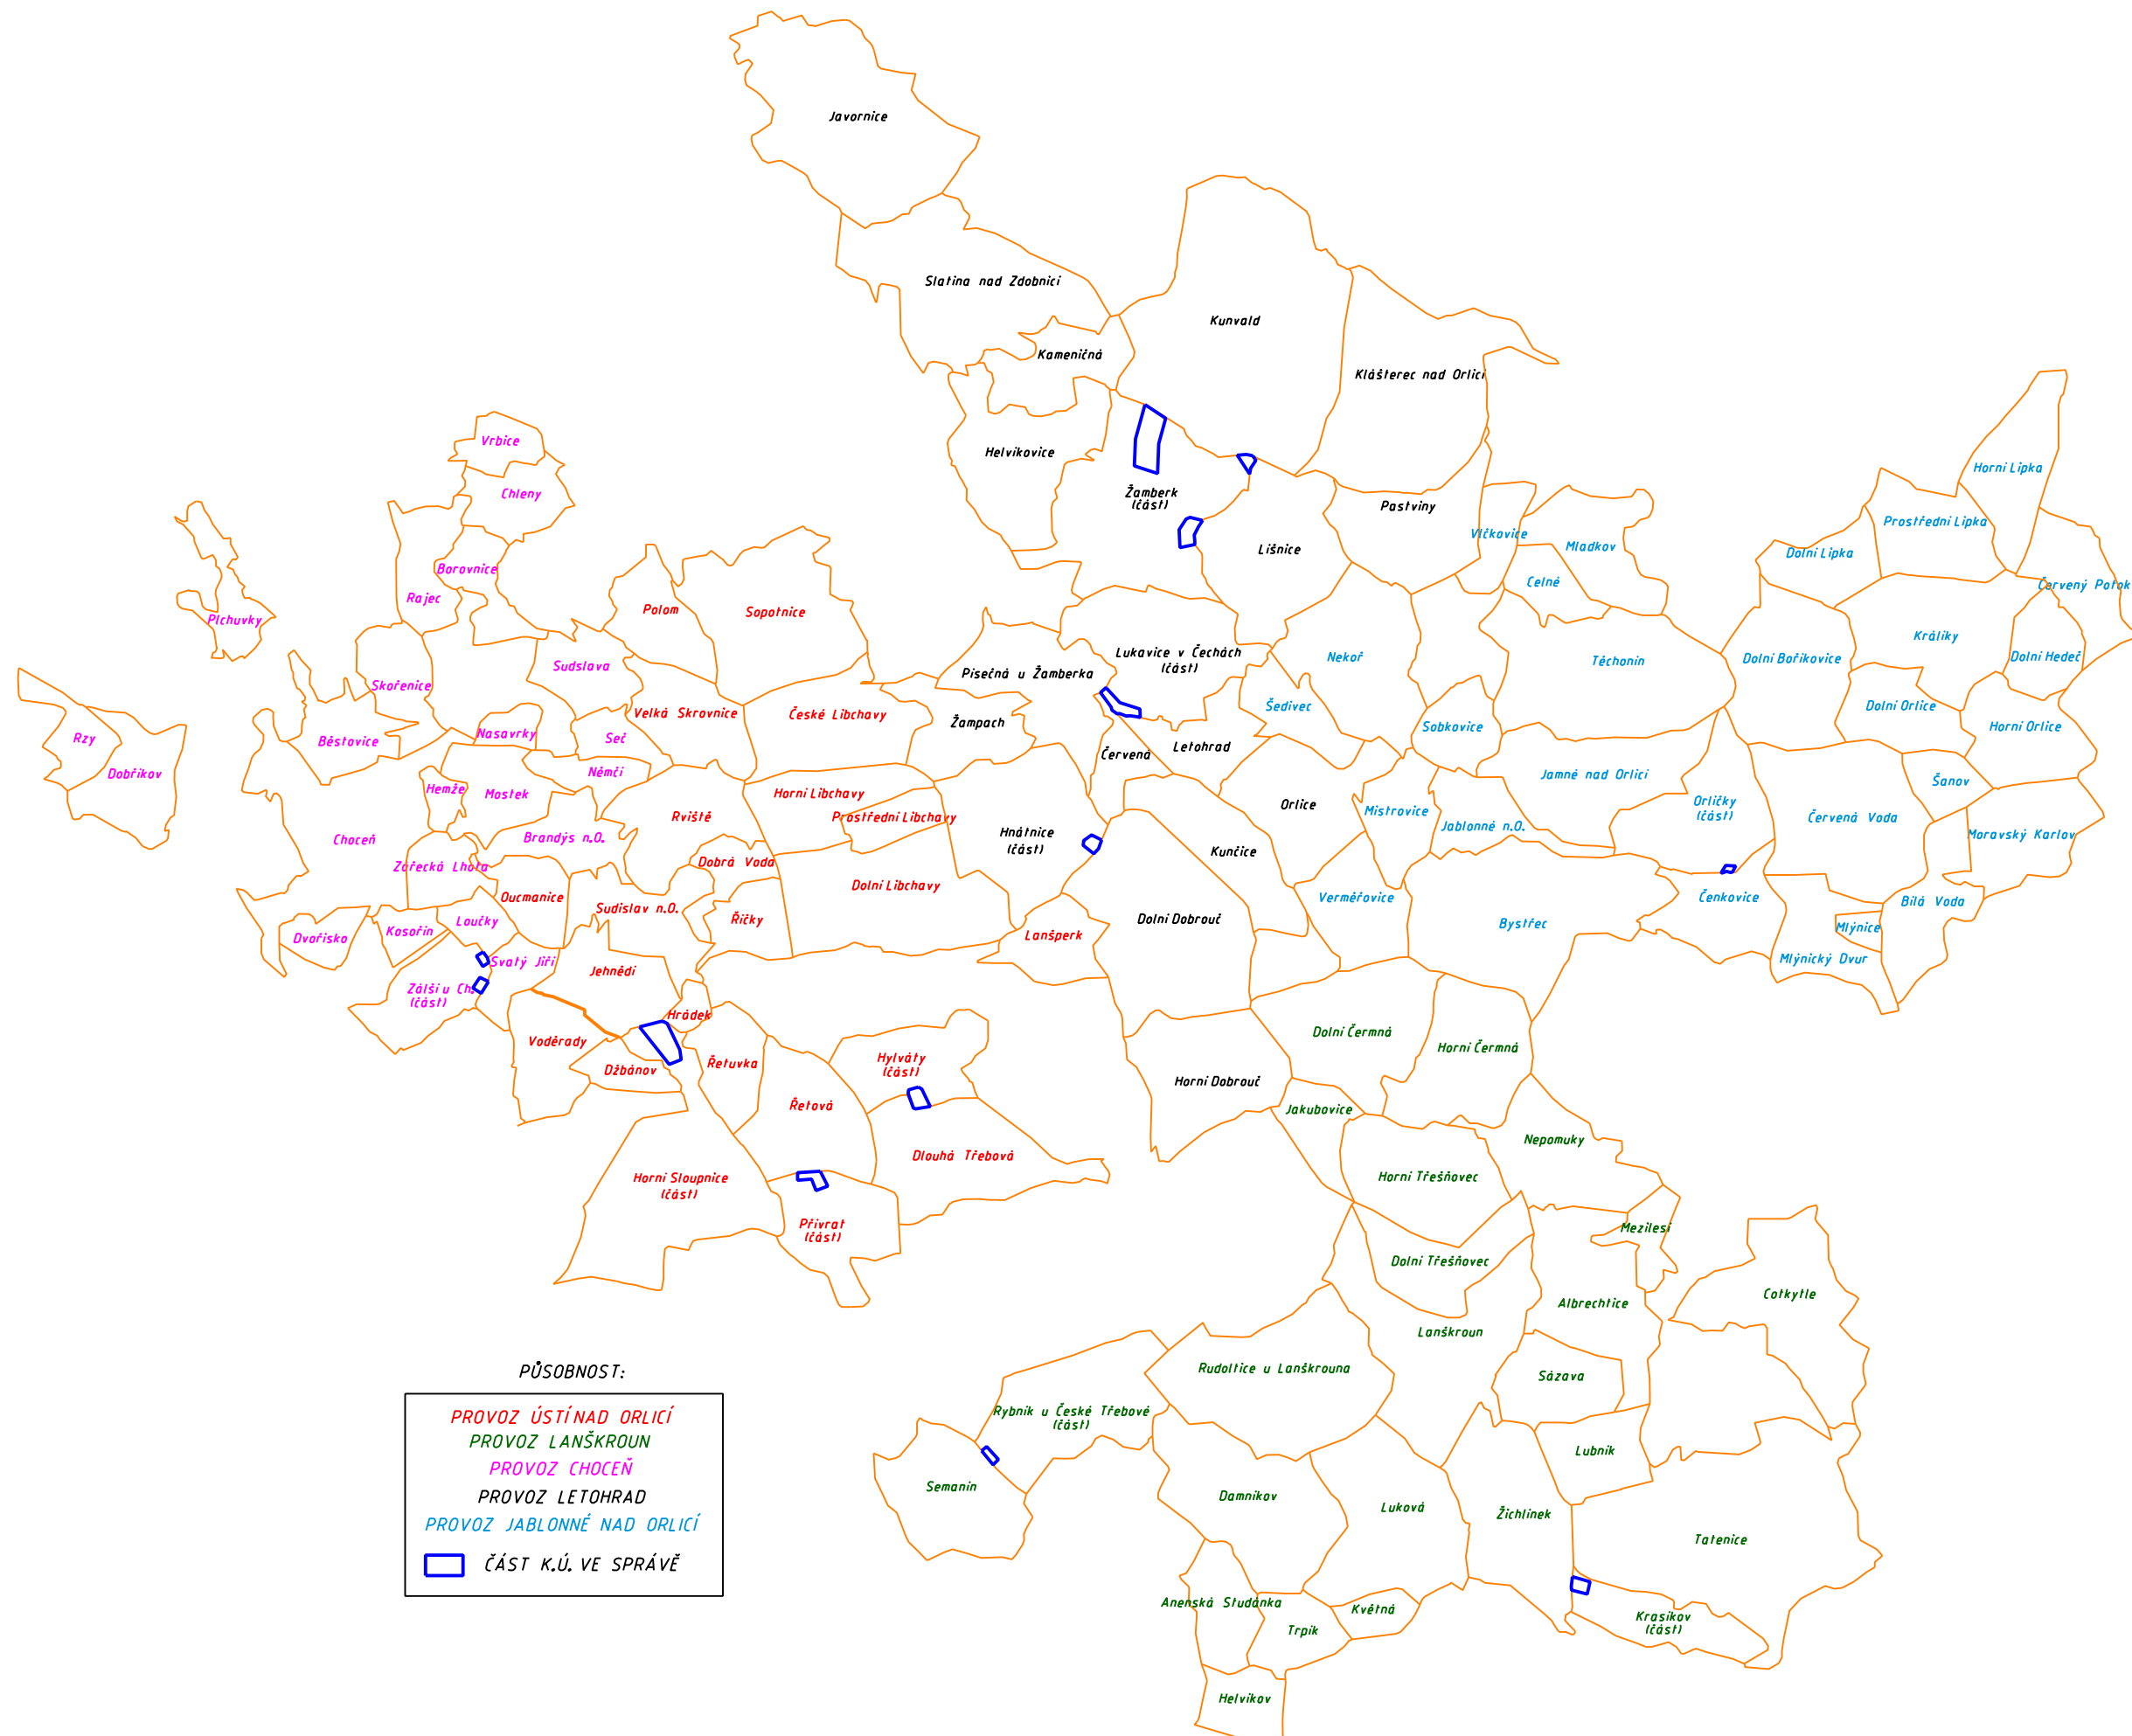 Javornice
Slatina nad Zdobnicí
Kunvald
Kameničná
Klášterec nad Orlicí
Vrbice
Helvíkovice
Horní Lipka
Chleny
Žamberk
(část)
Pastviny
Prostřední Lipka
Vlčkovice
Mladkov
Lišnice
Dolní Lipka
Borovnice
Celné
Červený Potok
Rajec
Polom
Sopotnice
Plchuvky
Králíky
Lukavice v Čechách
(část)
Nekoř
Těchonín
Dolní Boříkovice
Dolní Hedeč
Sudslava
Písečná u Žamberka
Skořenice
Šedivec
Dolní Orlice
Velká Skrovnice
České Libchavy
Žampach
Sobkovice
Horní Orlice
Rzy
Běstovice
Nasavrky
Seč
Letohrad
Červená
Dobříkov
Němčí
Jamné nad Orlicí
Šanov
Hemže
Mostek
Horní Libchavy
Orlice
Mistrovice
Orličky
(část)
Rviště
Prostřední Libchavy
Červená Voda
Jablonné n.O.
Choceň
Brandýs n.O.
Hnátnice
(část)
Moravský Karlov
Kunčice
Zářecká Lhota
Dobrá Voda
Dolní Libchavy
Oucmanice
Verměřovice
Čenkovice
Bílá Voda
Sudislav n.O.
Loučky
Říčky
Dolní Dobrouč
Bystřec
Mlýnice
Dvořisko
Kosořín
Lanšperk
Svatý Jiří
Mlýnický Dvur
Jehnědí
Zálší u Ch.
(část)
Hrádek
Voděrady
Dolní Čermná
Horní Čermná
Džbánov
Řetuvka
Hylváty
(část)
Horní Dobrouč
Řetová
Jakubovice
Nepomuky
Dlouhá Třebová
Horní Sloupnice
(část)
Horní Třešňovec
Přívrat
(část)
Mezilesí
Dolní Třešňovec
Cotkytle
Albrechtice
Lanškroun
PŮSOBNOST:
Rudoltice u Lanškrouna
Sázava
PROVOZ ÚSTÍ NAD ORLICÍ
Rybník u České Třebové
(část)
PROVOZ LANŠKROUN
Lubník
PROVOZ CHOCEŇ
Semanín
Damníkov
PROVOZ LETOHRAD
Luková
Žichlínek
PROVOZ JABLONNÉ NAD ORLICÍ
Tatenice
ČÁST K.Ú. VE SPRÁVĚ
Anenská Studánka
Květná
Krasíkov
(část)
Trpík
Helvíkov